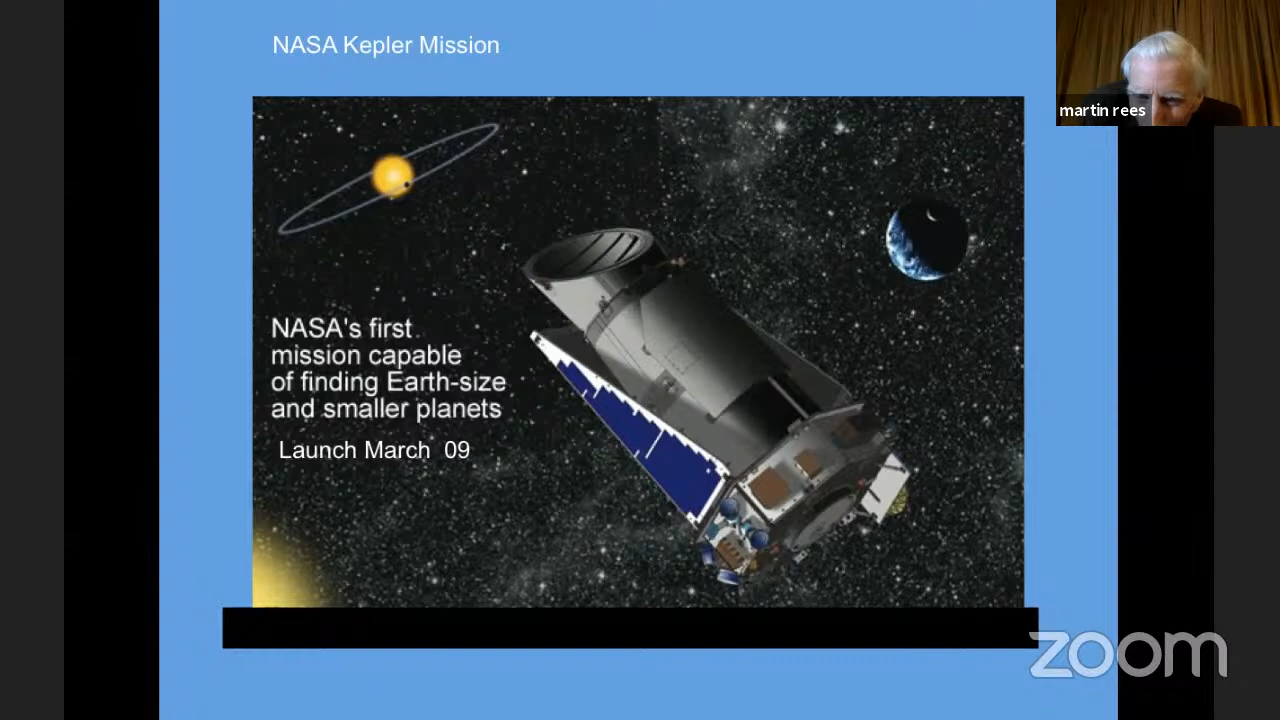 NASA Kepler Mission
martin rees
NASA's first
mission capable
of finding Earth-size
and smaller planets
Launch March 09
zoom